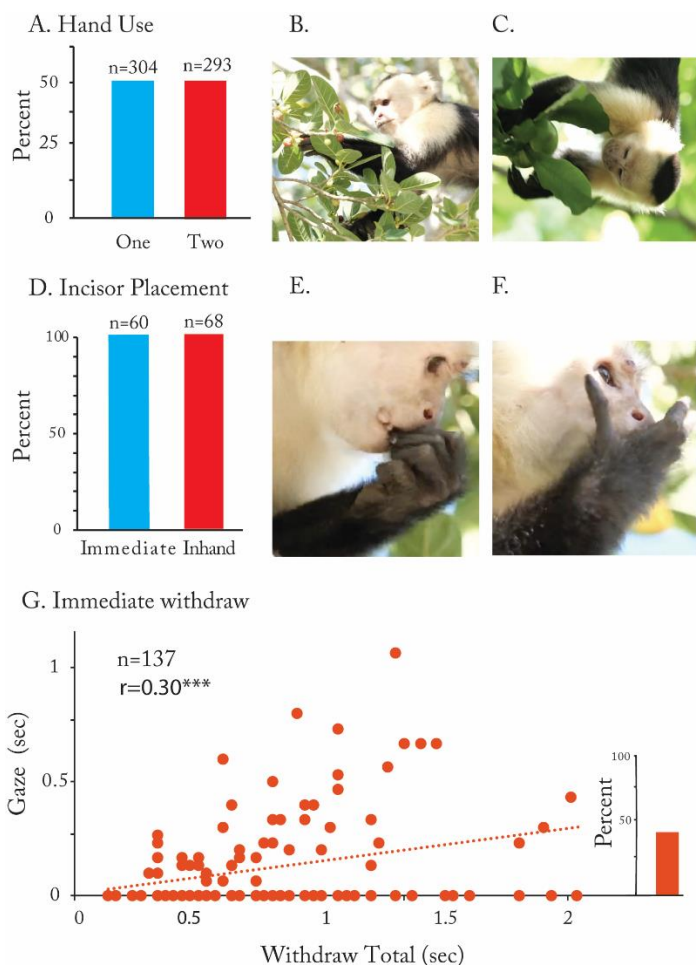 A. Hand Use
B.
C.
n=304 n=293
50
25
0
Percent
One Two
D. Incisor Placement
E.
F.
n=60 n=68
100
50
0
Percent
Immediate Inhand
G. Immediate withdraw
n=137
r=0.30***
1
0.5
0
Gaze (sec)
100
50
Percent
0 0.5 1 1.5 2
Withdraw Total (sec)